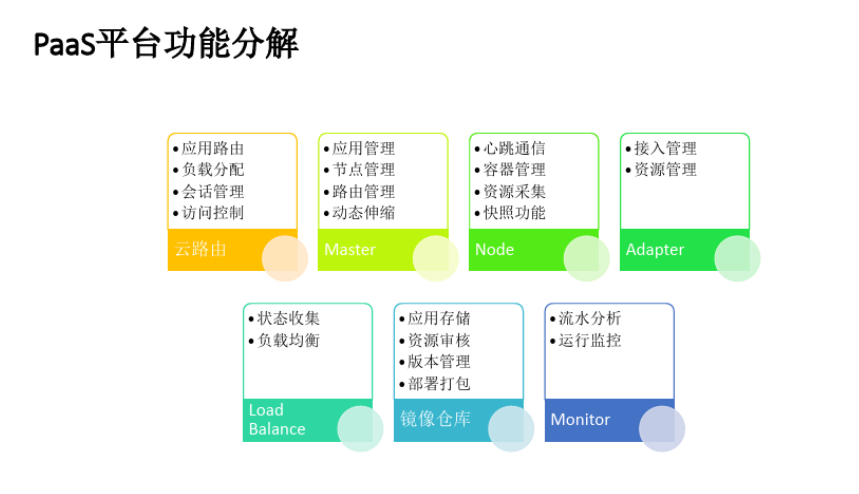 PaaS平台功能分解
•应用路由
•负载分配
•会话管理
•访问控制
云路由
•应用管理
•节点管理
•路由管理
•动态伸缩
Master
•心跳通信
•容器管理
•资源采集
•快照功能
Node
•接入管理
•资源管理
Adapter
•状态收集
•负载均衡
Load
Balance
•应用存储
•资源审核
•版本管理
•部署打包
镜像仓库
•流水分析
•运行监控
Monitor